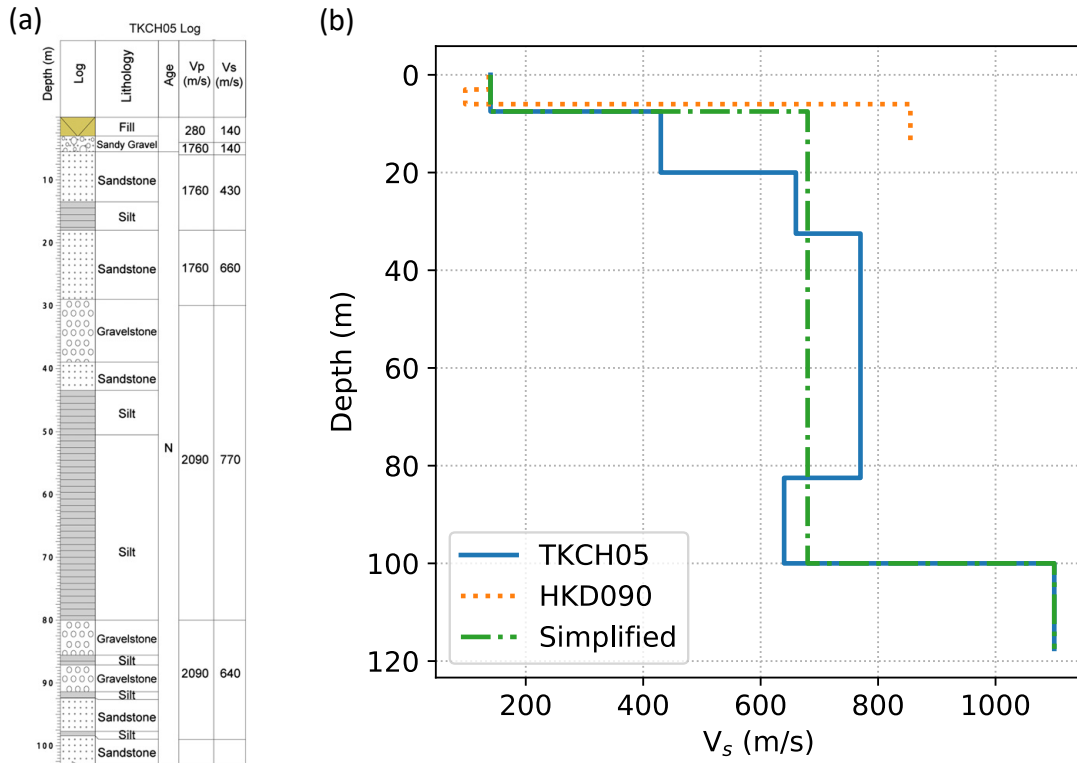 (a)
TKCH05 Log
Depth (m)
Log
Lithology
Age
Vp (m/s)
Vs (m/s)
Fill 280 140
Sandy Gravel 1760 140
10
Sandstone 1760 430
Silt
20
Sandstone 1760 660
30
Gravelstone
40
Sandstone
Silt
50
N 2090 770
60
Silt
70
80
Gravelstone
Silt
Gravelstone 2090 640
90
Silt
Sandstone
Silt
100
Sandstone
(b)
0
20
40
60
80
100
120
Depth (m)
TKCH05
HKD090
Simplified
200 400 600 800 1000
Vs (m/s)